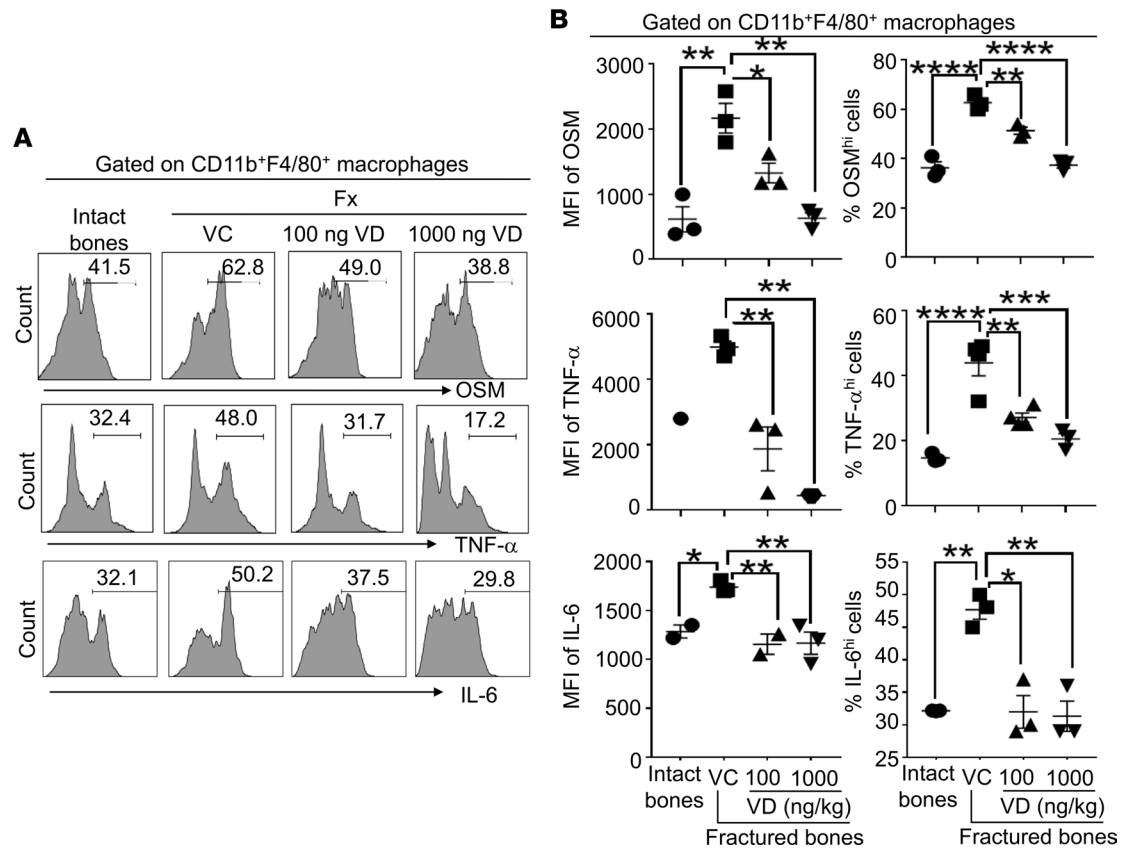 A
Gated on CD11b⁺F4/80⁺ macrophages
Fx
Intact bones
VC
100 ng VD
1000 ng VD
Count
41.5
62.8
49.0
38.8
OSM
Count
32.4
48.0
31.7
17.2
TNF-α
Count
32.1
50.2
37.5
29.8
IL-6
B
Gated on CD11b⁺F4/80⁺ macrophages
MFI of OSM
3000
2000
1000
0
**
**
*
% OSMʰⁱ cells
80
60
40
20
0
****
****
**
MFI of TNF-α
6000
4000
2000
0
**
**
% TNF-αʰⁱ cells
60
40
20
0
****
***
**
MFI of IL-6
2000
1500
1000
500
0
*
**
**
% IL-6ʰⁱ cells
55
50
45
40
35
30
25
**
**
*
Intact bones
VC
100
1000
VD (ng/kg)
Fractured bones
Intact bones
VC
100
1000
VD (ng/kg)
Fractured bones